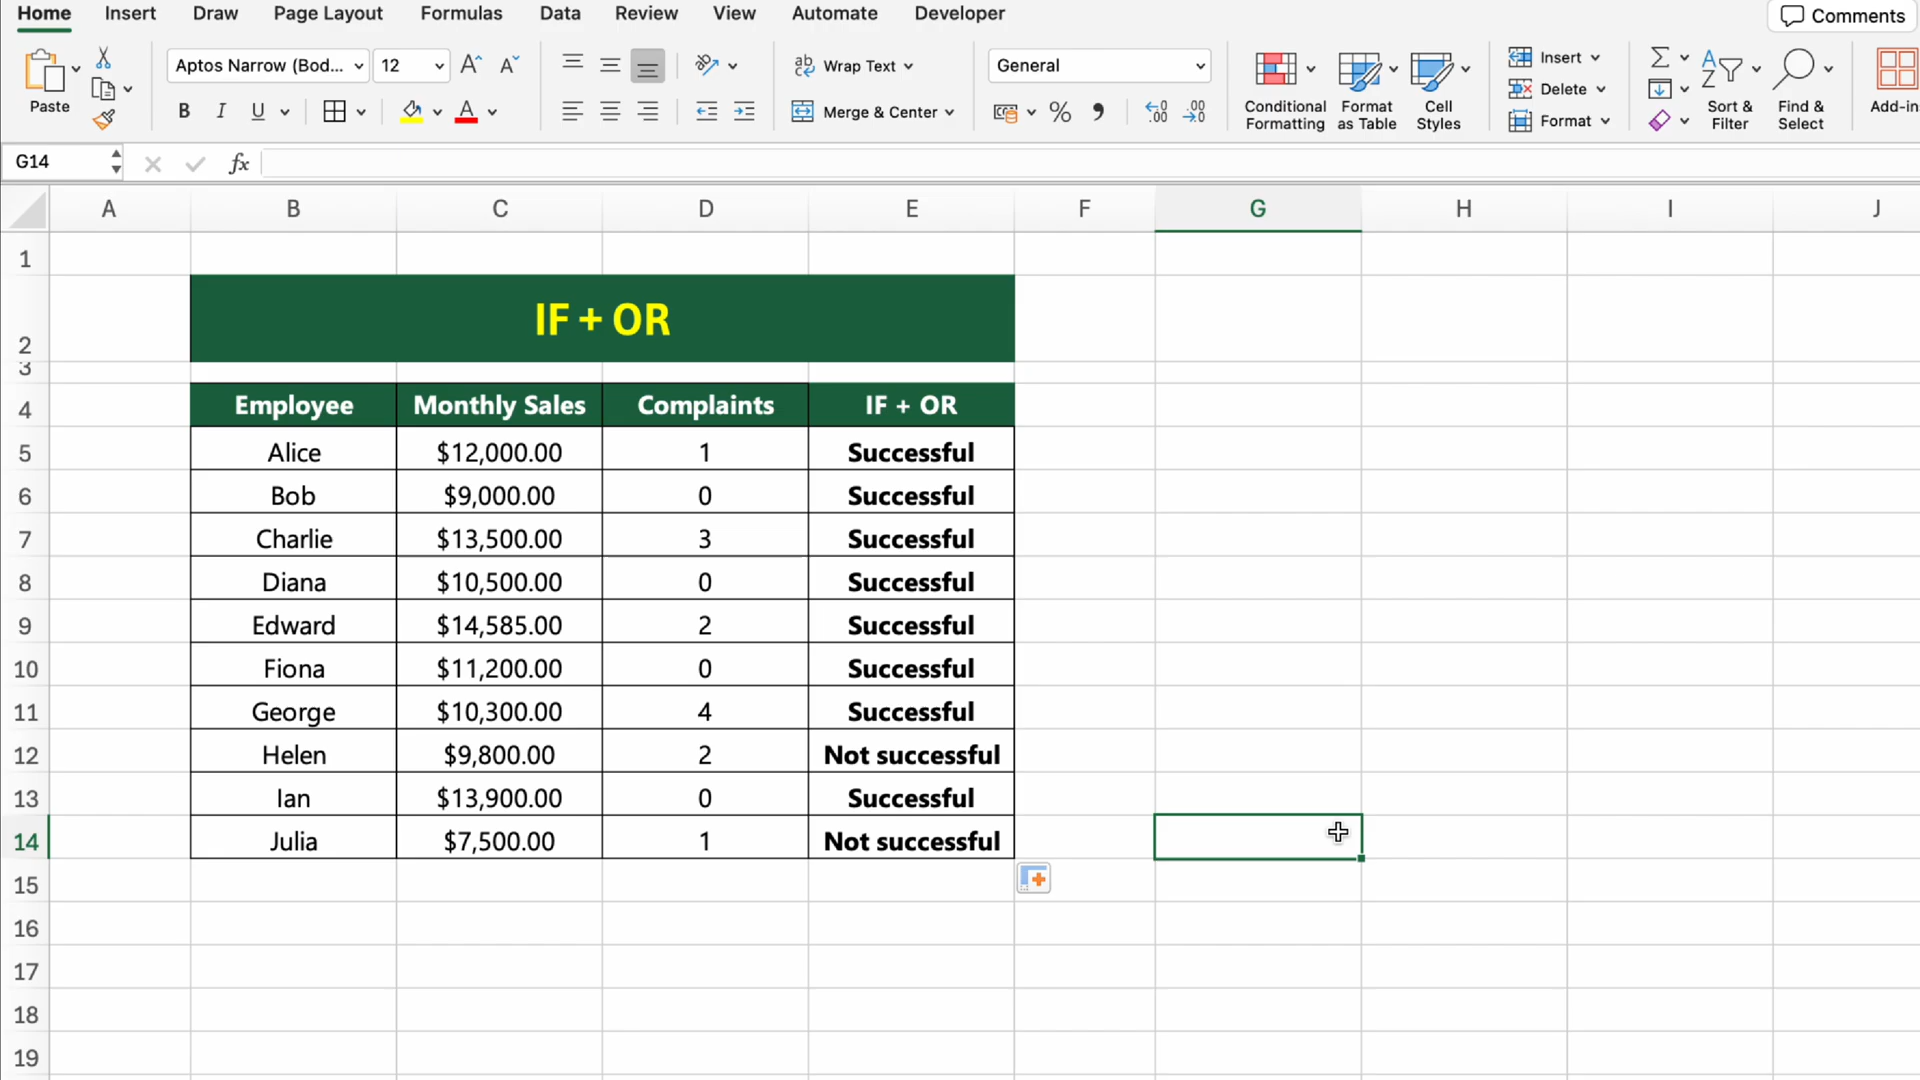 Home Insert Draw Page Layout Formulas Data Review View Automate Developer Comments
Paste Aptos Narrow (Bod... 12 Wrap Text General Conditional Formatting Format as Table Cell Styles Insert Delete Format Sort & Filter Find & Select Add-in
B I U A Merge & Center % 
G14 fx
A B C D E F G H I J
1
2 IF + OR
3
4 Employee Monthly Sales Complaints IF + OR
5 Alice $12,000.00 1 Successful
6 Bob $9,000.00 0 Successful
7 Charlie $13,500.00 3 Successful
8 Diana $10,500.00 0 Successful
9 Edward $14,585.00 2 Successful
10 Fiona $11,200.00 0 Successful
11 George $10,300.00 4 Successful
12 Helen $9,800.00 2 Not successful
13 Ian $13,900.00 0 Successful
14 Julia $7,500.00 1 Not successful
15
16
17
18
19